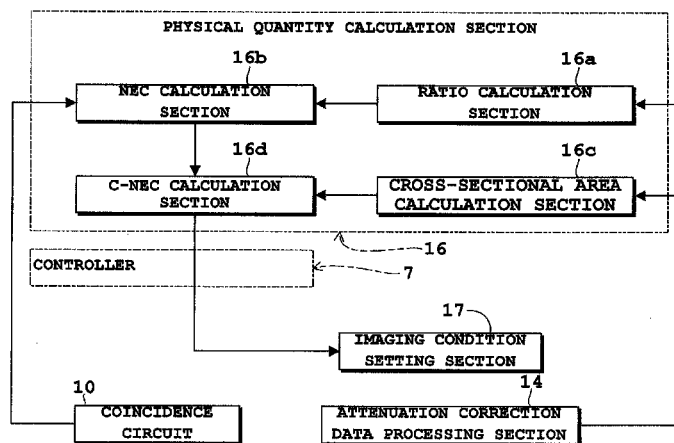 PHYSICAL QUANTITY CALCULATION SECTION
16b
16a
NEC CALCULATION
SECTION
RATIO CALCULATION
SECTION
16d
16c
C-NEC CALCULATION
SECTION
CROSS-SECTIONAL AREA
CALCULATION SECTION
16
CONTROLLER
7
17
IMAGING CONDITION
SETTING SECTION
10
14
COINCIDENCE
CIRCUIT
ATTENUATION CORRECTION
DATA PROCESSING SECTION